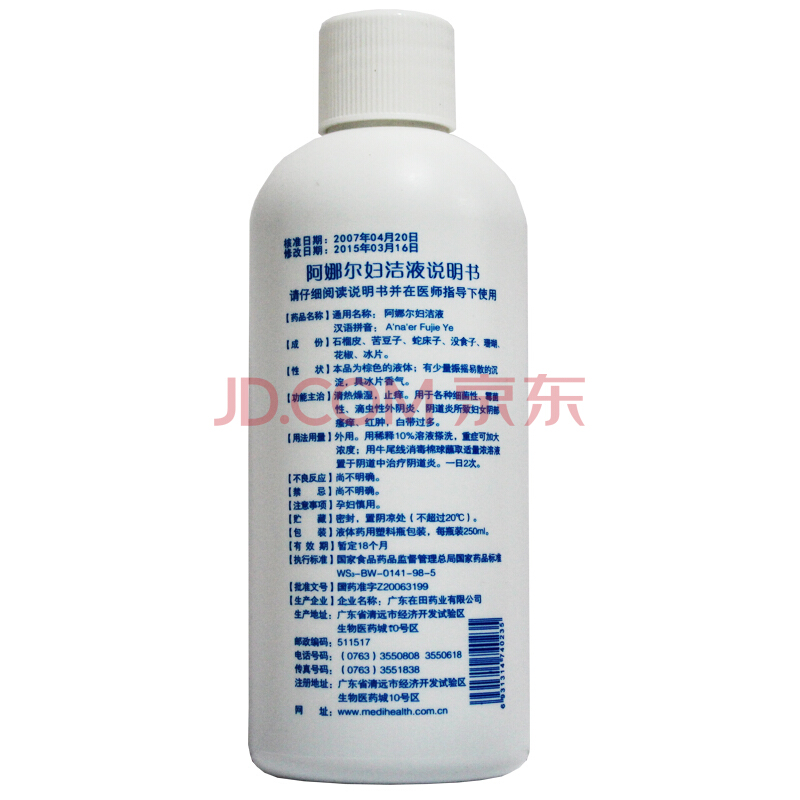 核准日期：2007年04月20日
修改日期：2015年03月16日
阿娜尔妇洁液说明书
请仔细阅读说明书并在医师指导下使用
【药品名称】通用名称：阿娜尔妇洁液
汉语拼音：A'na'er Fujie Ye
【成 份】石榴皮、苦豆子、蛇床子、没食子、珊瑚、
花椒、冰片。
【性 状】本品为棕色的液体；有少量振摇易散的沉
淀，具冰片香气。
【功能主治】清热燥湿，止痒。用于各种细菌性、霉菌
性、滴虫性外阴炎、阴道炎所致妇女阴部
瘙痒、红肿、白带过多。
【用法用量】外用。用稀释10%溶液搽洗，重症可加大
浓度；用牛尾线消毒棉球蘸取适量浓溶液
置于阴道中治疗阴道炎。一日2次。
【不良反应】尚不明确。
【禁 忌】尚不明确。
【注意事项】孕妇慎用。
【贮 藏】密封，置阴凉处（不超过20℃）。
【包 装】液体药用塑料瓶包装，每瓶装250ml。
【有 效 期】暂定18个月
【执行标准】国家食品药品监督管理总局国家药品标准
WS₃-BW-0141-98-5
【批准文号】国药准字Z20063199
【生产企业】企业名称：广东在田药业有限公司
生产地址：广东省清远市经济开发试验区
生物医药城10号区
邮政编码：511517
电话号码：（0763）3550808 3550618
传真号码：（0763）3551838
注册地址：广东省清远市经济开发试验区
生物医药城10号区
网 址：www.medihealth.com.cn
6931314740235
JD.COM 京东